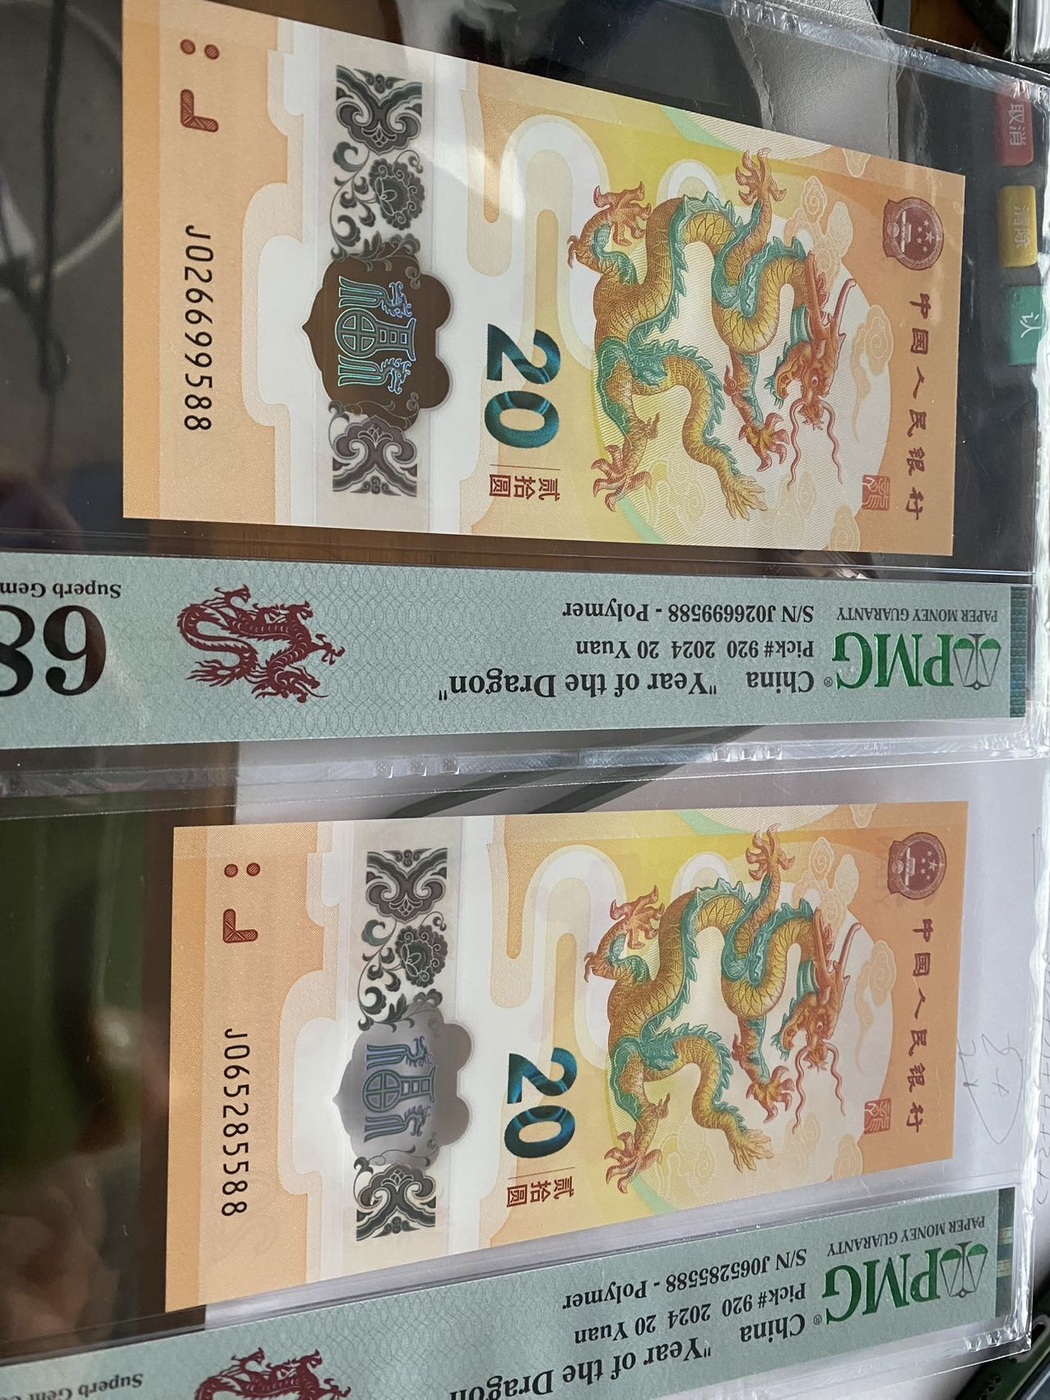 取消
认
中国人民银行
20
贰拾
圆
J026699588
PMG
PAPER MONEY GUARANTY
China "Year of the Dragon"
Pick# 920 2024 20 Yuan
S/N J026699588 - Polymer
68
Superb Gem
中国人民银行
20
贰拾
圆
J065285588
PMG
PAPER MONEY GUARANTY
China "Year of the Dragon"
Pick# 920 2024 20 Yuan
S/N J065285588 - Polymer
Superb Gem